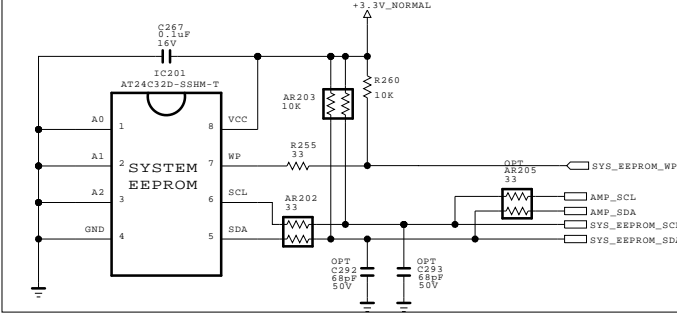 +3.3V_NORMAL
C267
0.1uF
16V
IC201
AT24C32D-SSHM-T
AR203
10K
R260
10K
A0
1
8
VCC
A1
2
7
WP
R255
33
SYS_EEPROM_WP
SYSTEM
EEPROM
A2
3
6
SCL
AR202
33
OPT
AR205
33
AMP_SCL
AMP_SDA
GND
4
5
SDA
SYS_EEPROM_SCL
SYS_EEPROM_SDA
OPT
C292
68pF
50V
OPT
C293
68pF
50V